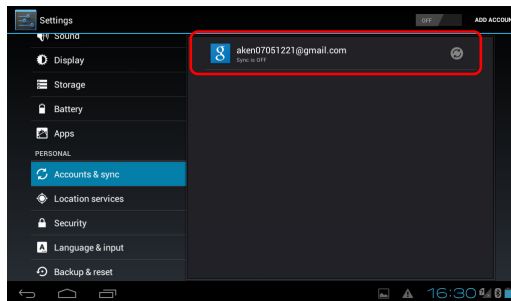 Settings
OFF
ADD ACCOUN
Sound
Display
Storage
Battery
Apps
PERSONAL
Accounts & sync
Location services
Security
A Language & input
Backup & reset
8 aken07051221@gmail.com
Sync is OFF
16:30